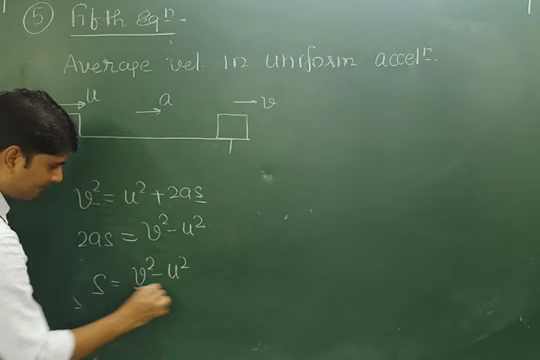 ⑤ Fifth Eqⁿ-
Average vel. in uniform accelⁿ.
u a v
v² = u² + 2as
2as = v² - u²
s = v² - u²